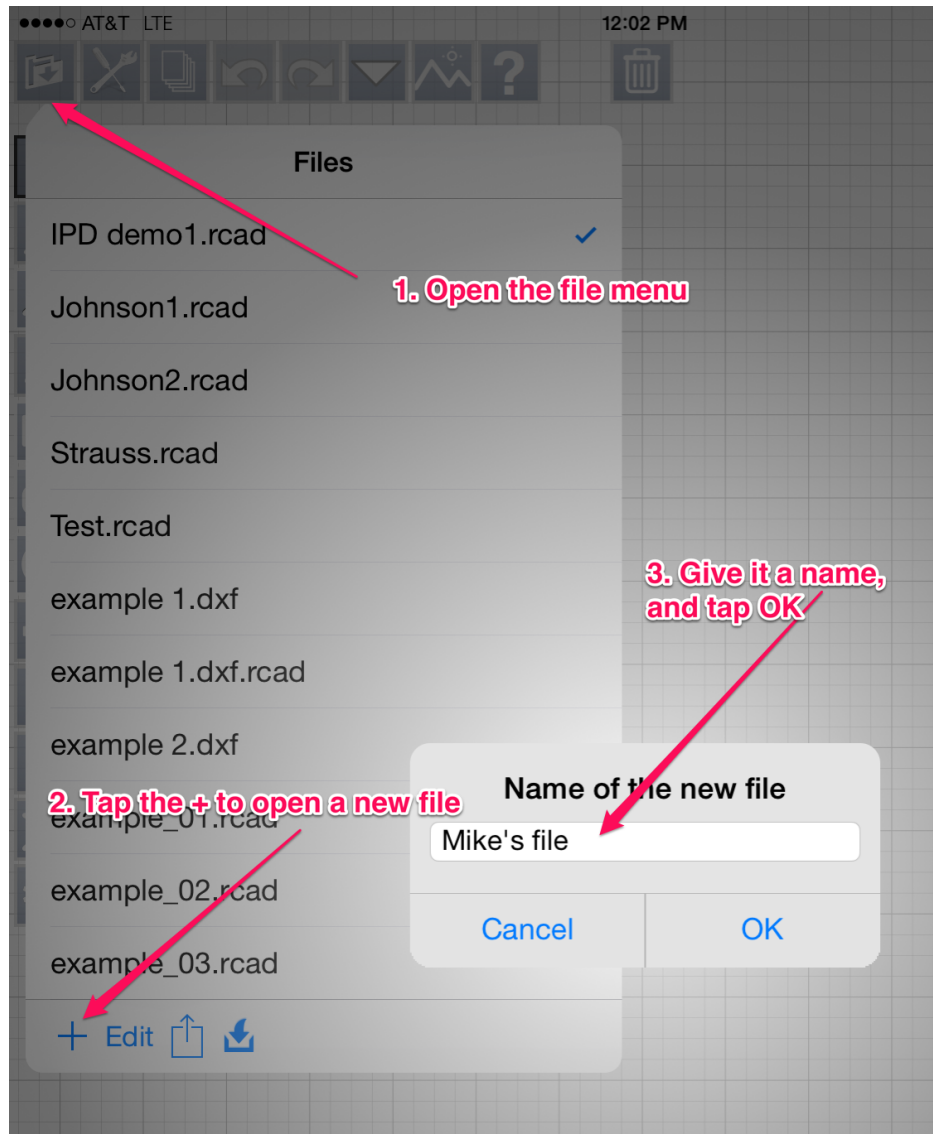 AT&T LTE 12:02 PM
?
Files
IPD demo1.rcad
1. Open the file menu
Johnson1.rcad
Johnson2.rcad
Strauss.rcad
Test.rcad
3. Give it a name,
and tap OK
example 1.dxf
example 1.dxf.rcad
example 2.dxf
Name of the new file
2. Tap the + to open a new file
example_01.rcad
Mike's file
example_02.rcad
Cancel OK
example_03.rcad
+ Edit